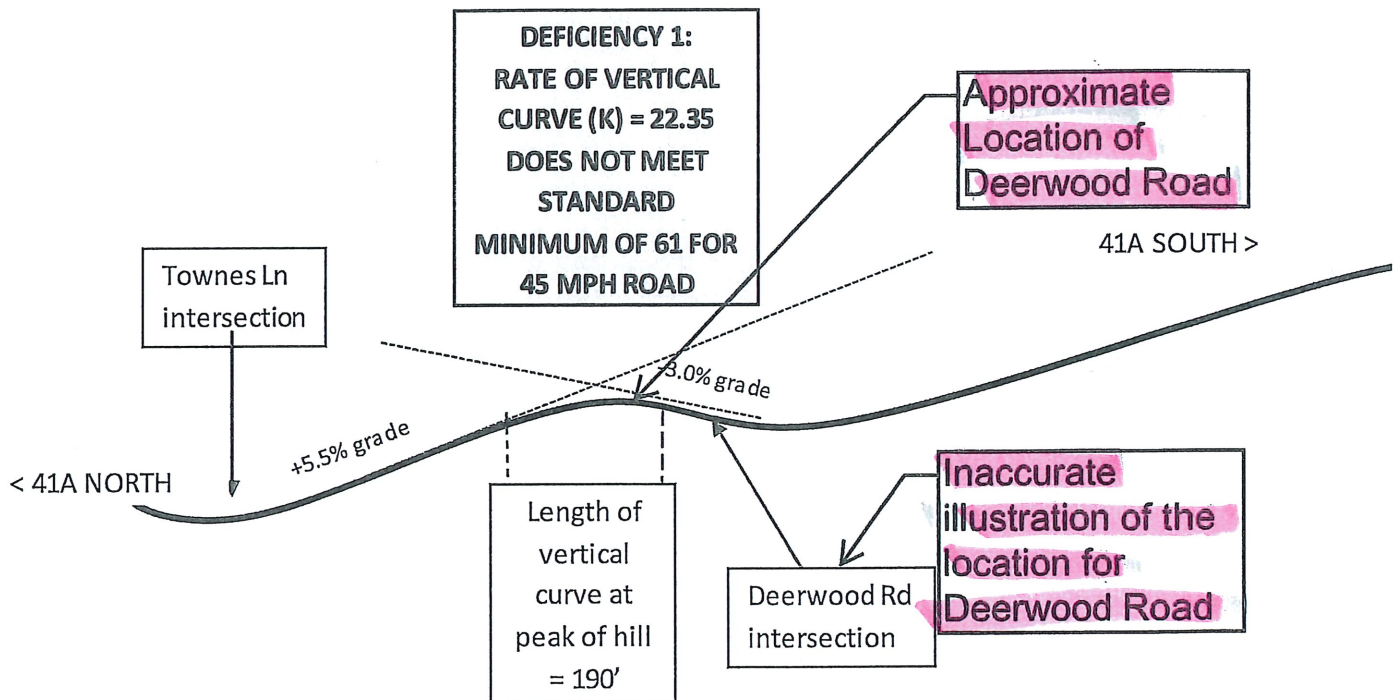 DEFICIENCY 1:
RATE OF VERTICAL
CURVE (K) = 22.35
DOES NOT MEET
STANDARD
MINIMUM OF 61 FOR
45 MPH ROAD
Approximate
Location of
Deerwood Road
41A SOUTH >
Townes Ln
intersection
-3.0% grade
+5.5% grade
< 41A NORTH
Length of
vertical
curve at
peak of hill
= 190'
Deerwood Rd
intersection
Inaccurate
illustration of the
location for
Deerwood Road